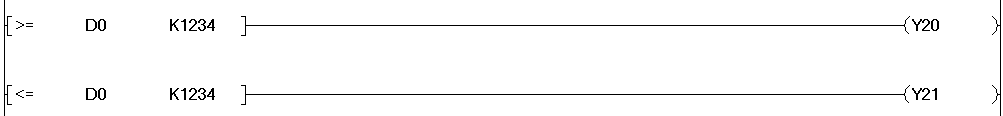 [>= D0 K1234 ] (Y20 )
[<= D0 K1234 ] (Y21 )